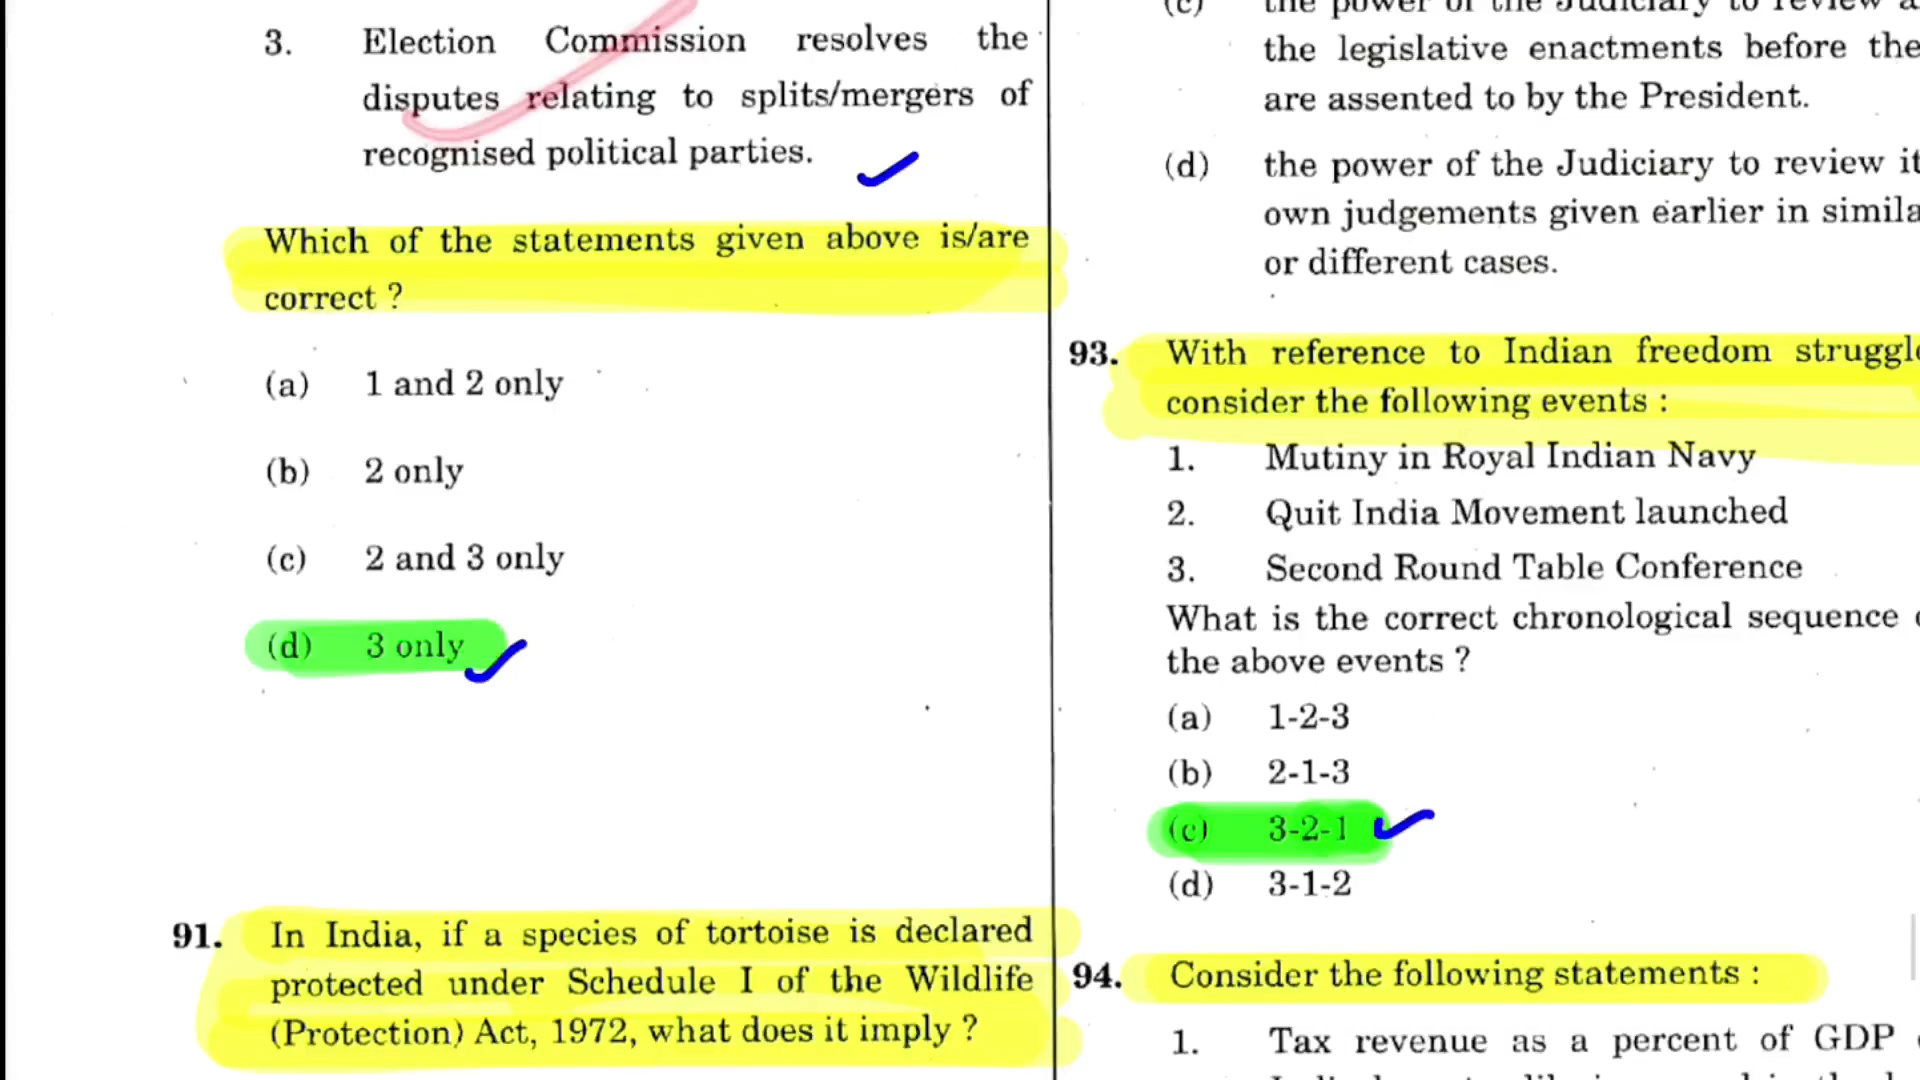 3. Election Commission resolves the
disputes relating to splits/mergers of
recognised political parties.
Which of the statements given above is/are
correct ?
(a) 1 and 2 only
(b) 2 only
(c) 2 and 3 only
(d) 3 only
91. In India, if a species of tortoise is declared
protected under Schedule I of the Wildlife
(Protection) Act, 1972, what does it imply ?
(c) the power of the Judiciary to review
the legislative enactments before the
are assented to by the President.
(d) the power of the Judiciary to review
own judgements given earlier in
or different cases.
93. With reference to Indian freedom
consider the following events :
1. Mutiny in Royal Indian Navy
2. Quit India Movement launched
3. Second Round Table Conference
What is the correct chronological sequence
the above events ?
(a) 1-2-3
(b) 2-1-3
(c) 3-2-1
(d) 3-1-2
94. Consider the following statements :
1. Tax revenue as a percent of GDP